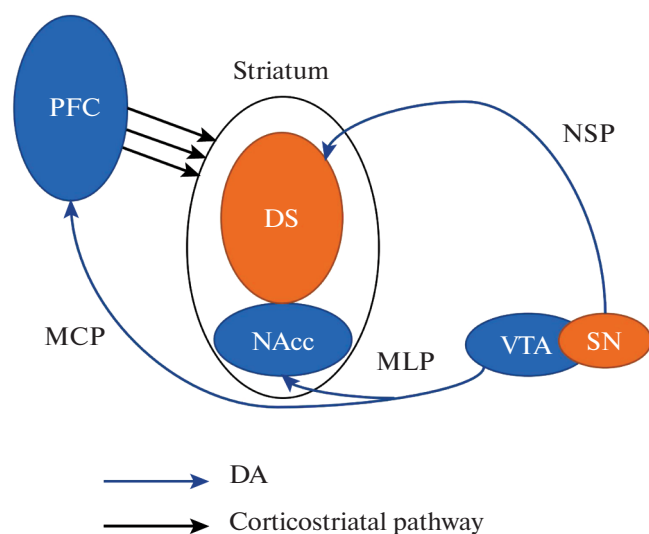 Striatum
PFC
NSP
DS
MCP
NAcc
VTA
SN
MLP
DA
Corticostriatal pathway